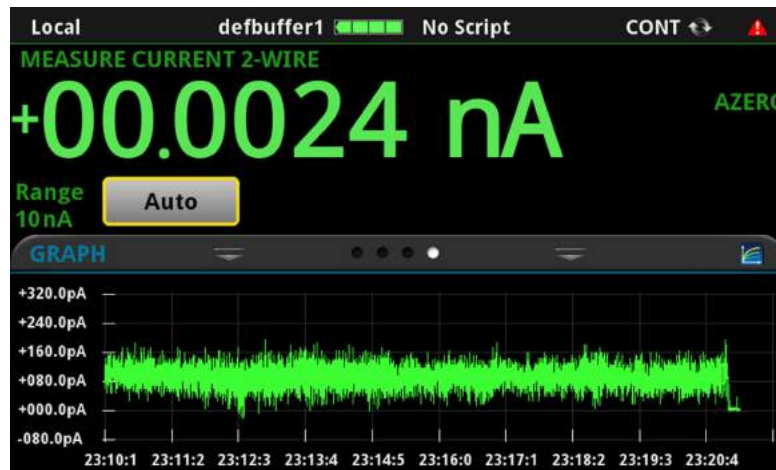 Local defbuffer1 No Script CONT
MEASURE CURRENT 2-WIRE
+00.0024 nA
AZERO
Range Auto
10nA
GRAPH
+320.0pA
+240.0pA
+160.0pA
+080.0pA
+000.0pA
-080.0pA
23:10:1 23:11:2 23:12:3 23:13:4 23:14:5 23:16:0 23:17:1 23:18:2 23:19:3 23:20:4